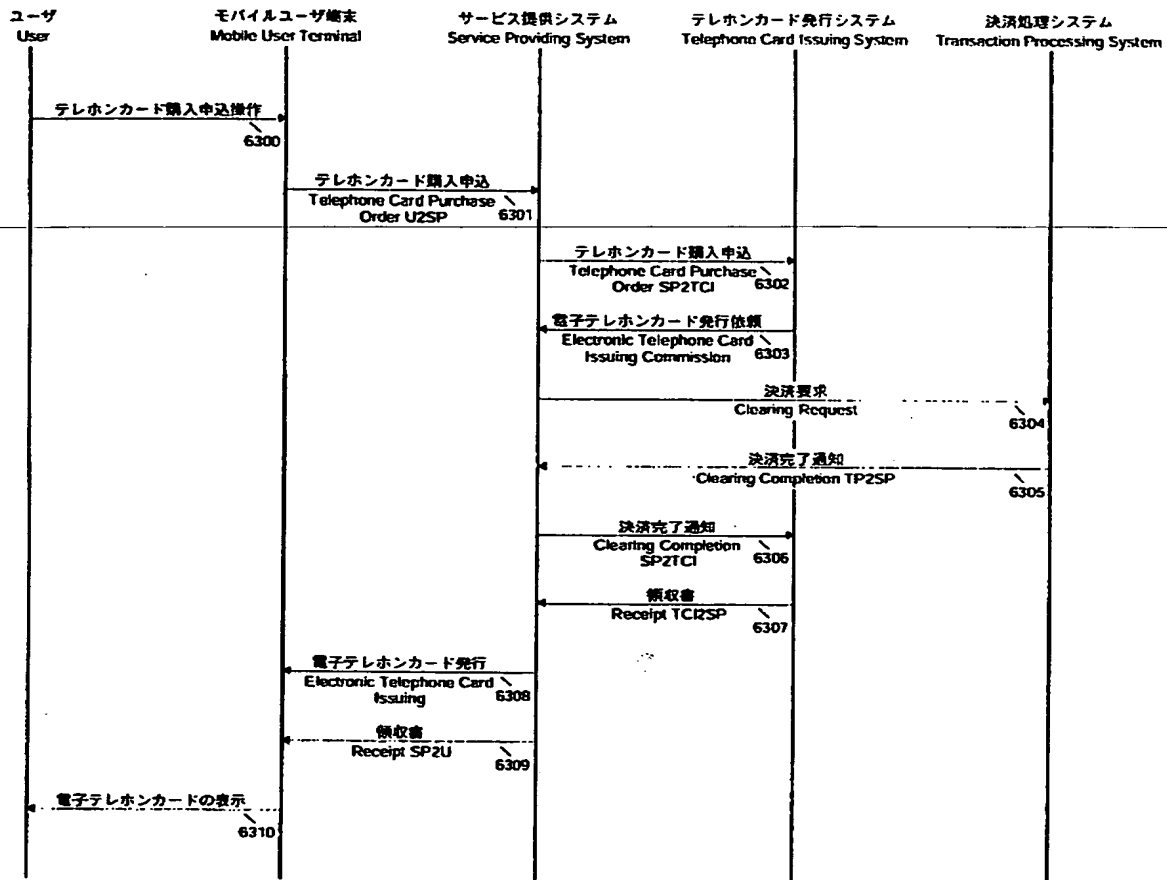 ユーザ
User
モバイルユーザ端末
Mobile User Terminal
サービス提供システム
Service Providing System
テレホンカード発行システム
Telephone Card Issuing System
決済処理システム
Transaction Processing System
テレホンカード購入申込操作
6300
テレホンカード購入申込
Telephone Card Purchase
Order U2SP
6301
テレホンカード購入申込
Telephone Card Purchase
Order SP2TCI
6302
電子テレホンカード発行依頼
Electronic Telephone Card
Issuing Commission
6303
決済要求
Clearing Request
6304
決済完了通知
Clearing Completion TP2SP
6305
決済完了通知
Clearing Completion
SP2TCI
6306
領収書
Receipt TCI2SP
6307
電子テレホンカード発行
Electronic Telephone Card
Issuing
6308
領収書
Receipt SP2U
6309
電子テレホンカードの表示
6310